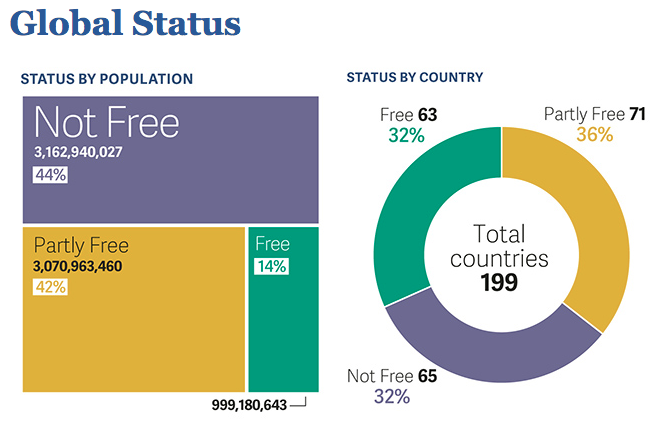 Global Status
STATUS BY POPULATION
Not Free
3,162,940,027
44%
Partly Free
3,070,963,460
42%
Free
14%
999,180,643
STATUS BY COUNTRY
Free 63
32%
Partly Free 71
36%
Total
countries
199
Not Free 65
32%